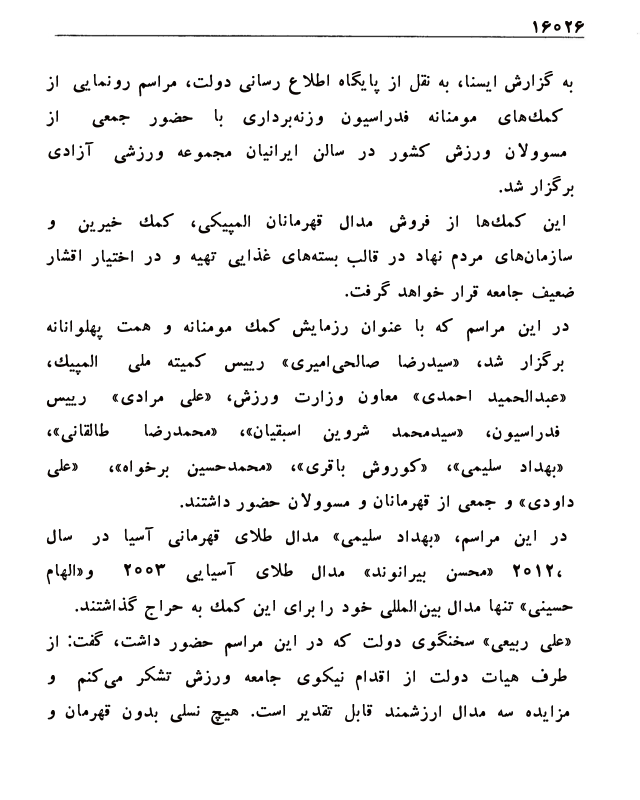 ۱۶۰۲۶
به گزارش ایسنا، به نقل از پایگاه اطلاع رسانی دولت، مراسم رونمایی از
کمك‌های مومنانه فدراسیون وزنه‌برداری با حضور جمعی از
مسوولان ورزش کشور در سالن ایرانیان مجموعه ورزشی آزادی
برگزار شد.
این کمك‌ها از فروش مدال قهرمانان المپیکی، کمك خیرین و
سازمان‌های مردم نهاد در قالب بسته‌های غذایی تهیه و در اختیار اقشار
ضعیف جامعه قرار خواهد گرفت.
در این مراسم که با عنوان رزمایش کمك مومنانه و همت پهلوانانه
برگزار شد، «سیدرضا صالحی‌امیری» رییس کمیته ملی المپیك،
«عبدالحمید احمدی» معاون وزارت ورزش، «علی مرادی» رییس
فدراسیون، «سیدمحمد شروین اسبقیان»، «محمدرضا طالقانی»،
«بهداد سلیمی»، «کوروش باقری»، «محمدحسین برخواه»، «علی
داودی» و جمعی از قهرمانان و مسوولان حضور داشتند.
در این مراسم، «بهداد سلیمی» مدال طلای قهرمانی آسیا در سال
۲۰۱۲، «محسن بیرانوند» مدال طلای آسیایی ۲۰۰۳ و«الهام
حسینی» تنها مدال بین‌المللی خود را برای این کمك به حراج گذاشتند.
«علی ربیعی» سخنگوی دولت که در این مراسم حضور داشت، گفت: از
طرف هیات دولت از اقدام نیکوی جامعه ورزش تشکر می‌کنم و
مزایده سه مدال ارزشمند قابل تقدیر است. هیچ نسلی بدون قهرمان و